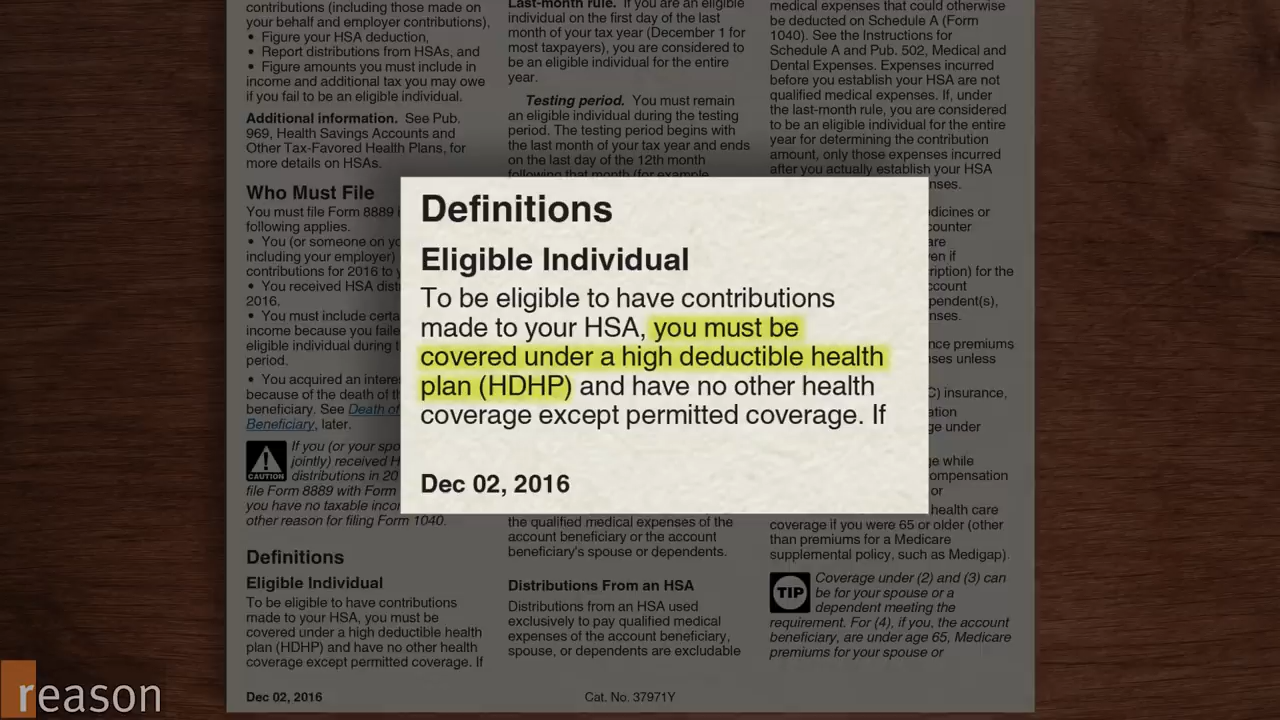 contributions (including those made on
your behalf and employer contributions),
• Figure your HSA deduction,
• Report distributions from HSAs, and
• Figure amounts you must include in
income and additional tax you may owe
if you fail to be an eligible individual.
Additional information. See Pub.
969, Health Savings Accounts and
Other Tax-Favored Health Plans, for
more details on HSAs.
Who Must File
You must file Form 8889
following applies.
• You (or someone on
including your employer)
contributions for 2016 to
• You received HSA
2016.
• You must include
income because you
eligible individual during
period.
• You acquired an
because of the death of
beneficiary. See Death of
Beneficiary, later.
CAUTION
If you (or your
jointly) received
distributions in 20
file Form 8889 with Form
you have no taxable
other reason for filing Form 1040.
Definitions
Eligible Individual
To be eligible to have contributions
made to your HSA, you must be
covered under a high deductible health
plan (HDHP) and have no other health
coverage except permitted coverage. If
Dec 02, 2016
Last-month rule. If you are an eligible
individual on the first day of the last
month of your tax year (December 1 for
most taxpayers), you are considered to
be an eligible individual for the entire
year.
Testing period. You must remain
an eligible individual during the testing
period. The testing period begins with
the last month of your tax year and ends
on the last day of the 12th month
following that month (for example,
Definitions
Eligible Individual
To be eligible to have contributions
made to your HSA, you must be
covered under a high deductible health
plan (HDHP) and have no other health
coverage except permitted coverage. If
Dec 02, 2016
the qualified medical expenses of the
account beneficiary or the account
beneficiary's spouse or dependents.
Distributions From an HSA
Distributions from an HSA used
exclusively to pay qualified medical
expenses of the account beneficiary,
spouse, or dependents are excludable
Cat. No. 37971Y
medical expenses that could otherwise
be deducted on Schedule A (Form
1040). See the Instructions for
Schedule A and Pub. 502, Medical and
Dental Expenses. Expenses incurred
before you establish your HSA are not
qualified medical expenses. If, under
the last-month rule, you are considered
to be an eligible individual for the entire
year for determining the contribution
amount, only those expenses incurred
after you actually establish your HSA
for the
premiums
unless
insurance,
under
while
or
health care
coverage if you were 65 or older (other
than premiums for a Medicare
supplemental policy, such as Medigap).
TIP
Coverage under (2) and (3) can
be for your spouse or a
dependent meeting the
requirement. For (4), if you, the account
beneficiary, are under age 65, Medicare
premiums for your spouse or
reason